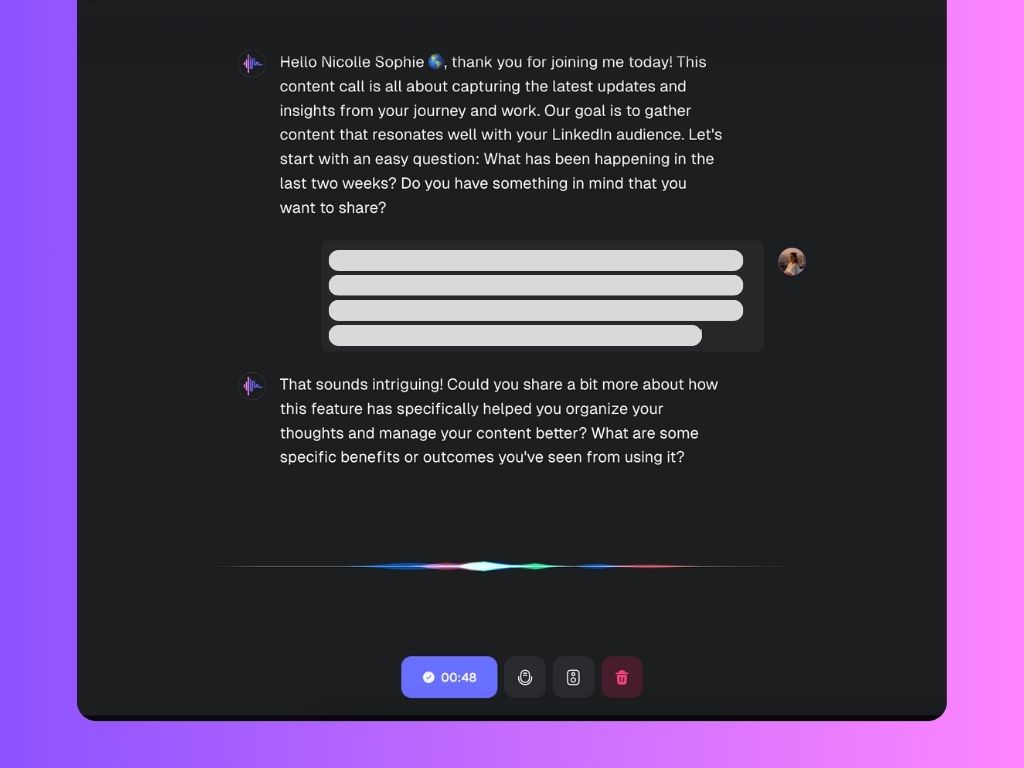 Hello Nicolle Sophie 🌎, thank you for joining me today! This
content call is all about capturing the latest updates and
insights from your journey and work. Our goal is to gather
content that resonates well with your LinkedIn audience. Let's
start with an easy question: What has been happening in the
last two weeks? Do you have something in mind that you
want to share?
That sounds intriguing! Could you share a bit more about how
this feature has specifically helped you organize your
thoughts and manage your content better? What are some
specific benefits or outcomes you've seen from using it?
00:48